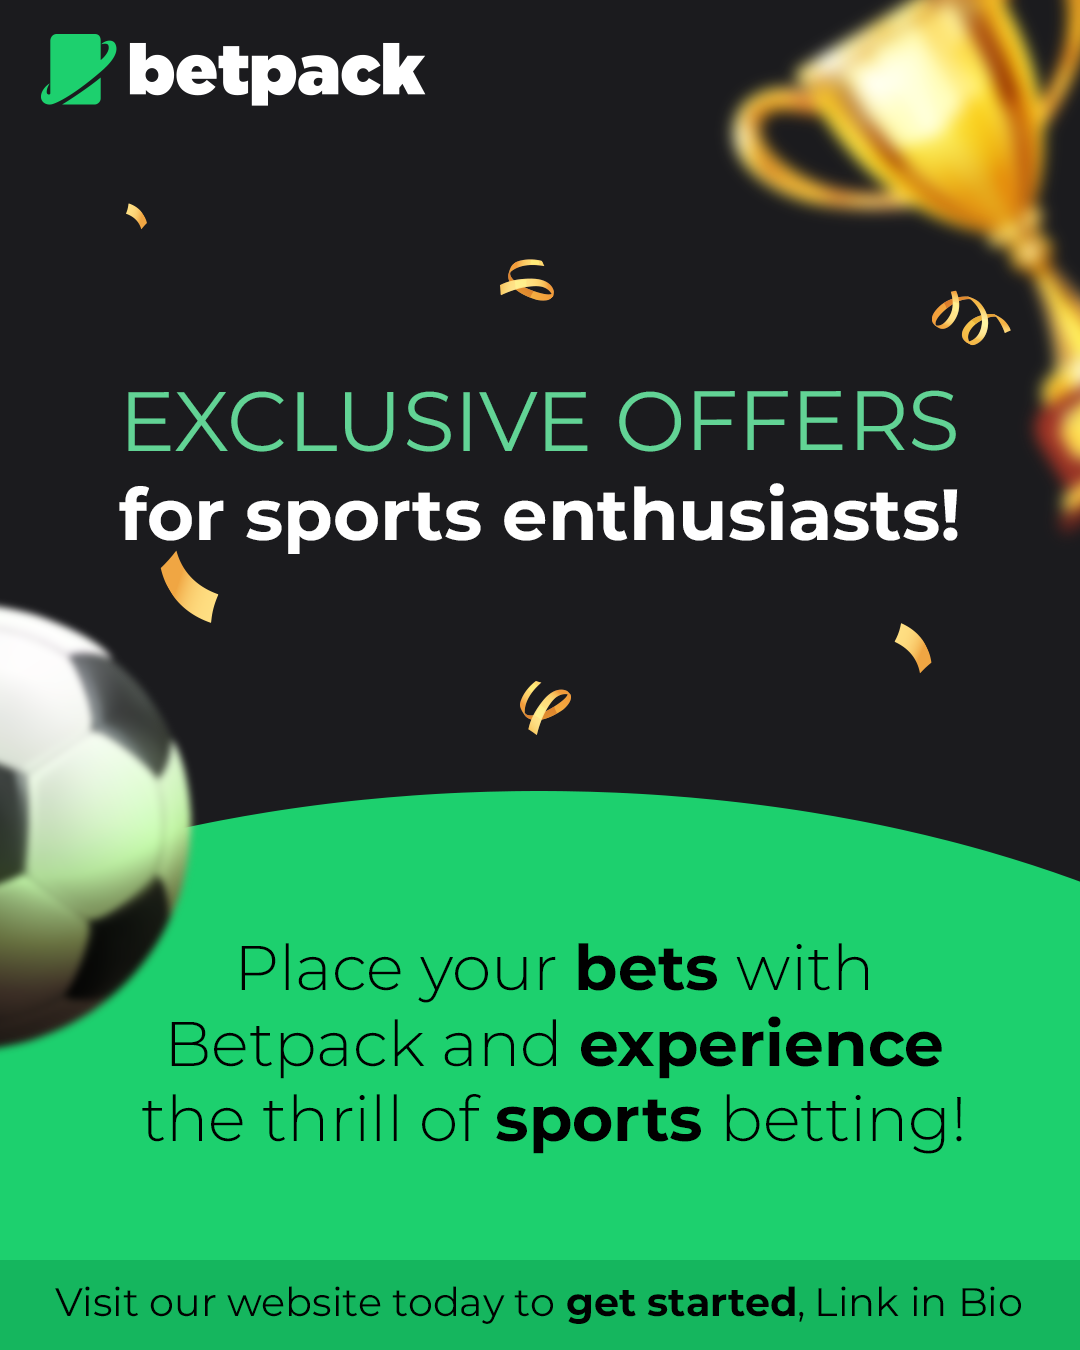 betpack
EXCLUSIVE OFFERS
for sports enthusiasts!
Place your bets with
Betpack and experience
the thrill of sports betting!
Visit our website today to get started, Link in Bio